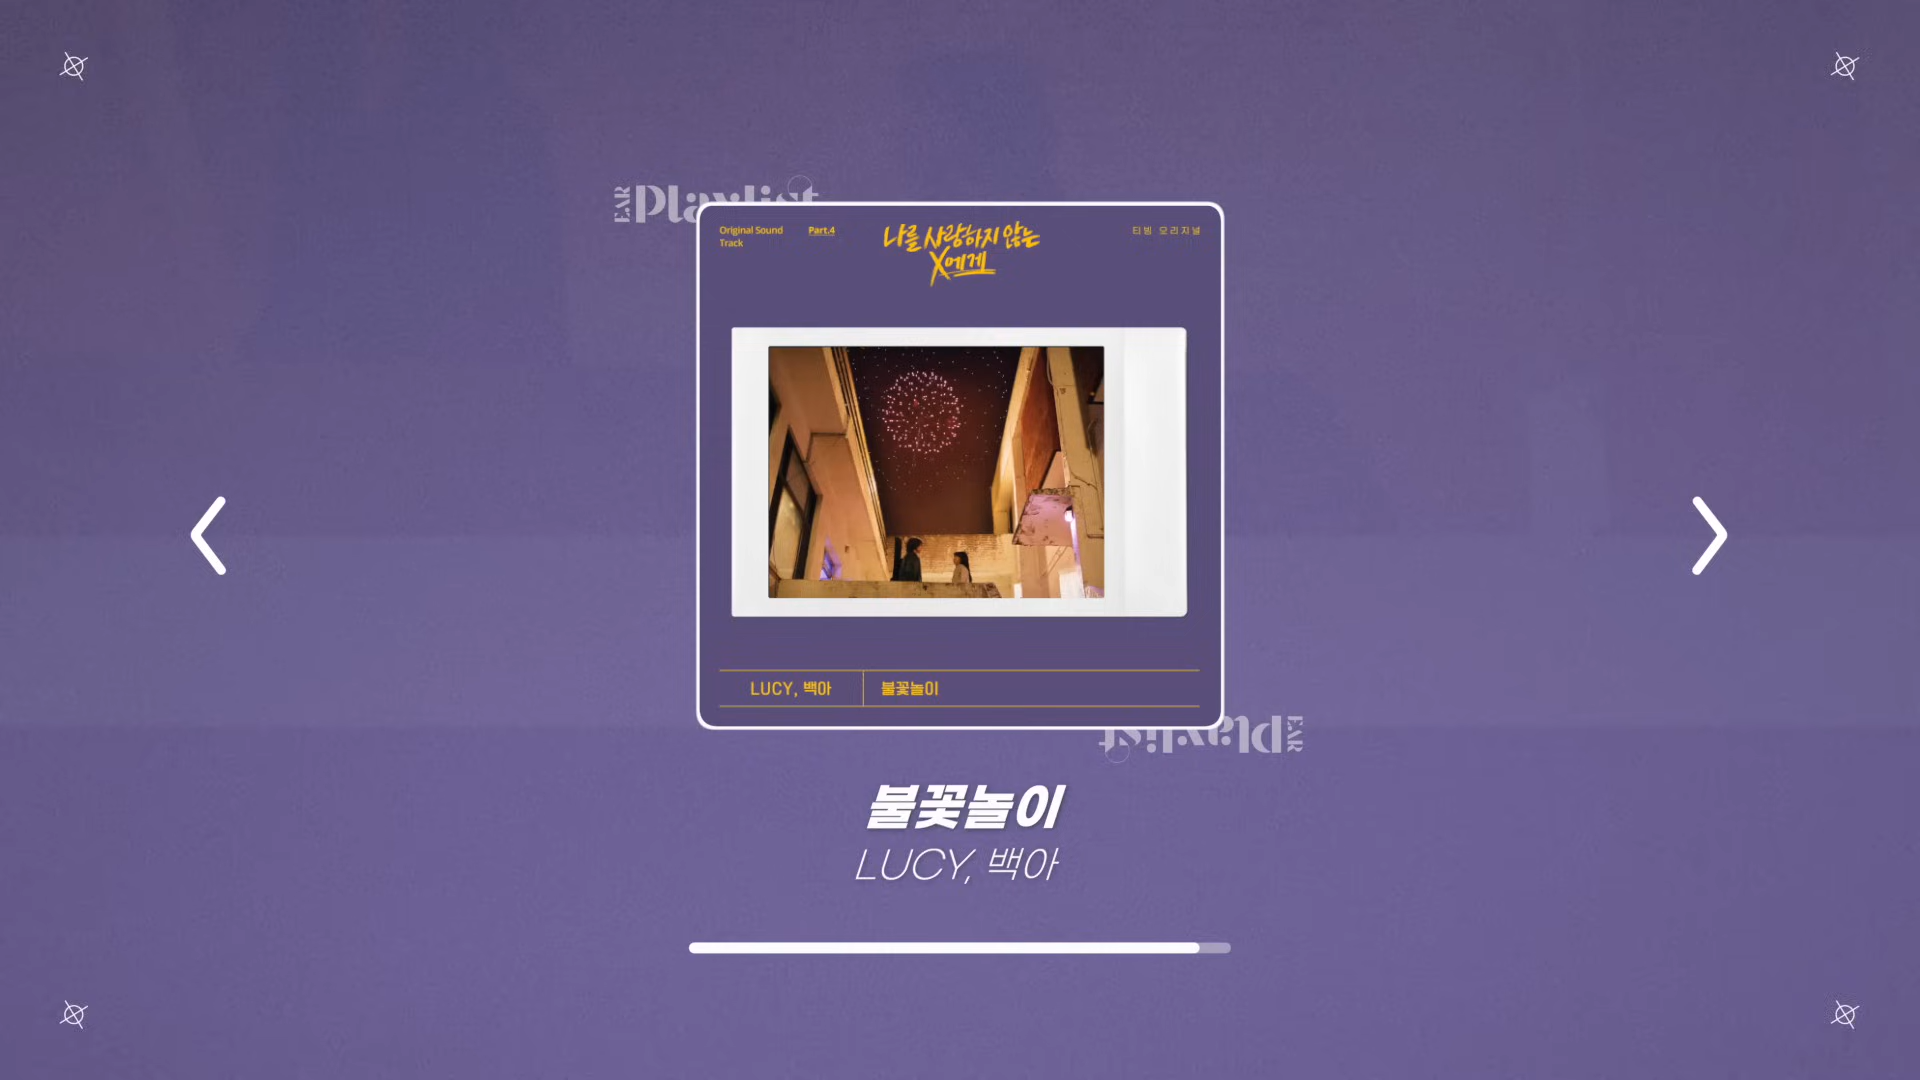 EAR Playlist
Original Sound Track
Part.4
나를 사랑하지 않는
X에게
티빙 오리지널
LUCY, 백아
불꽃놀이
EAR Playlist
불꽃놀이
LUCY, 백아